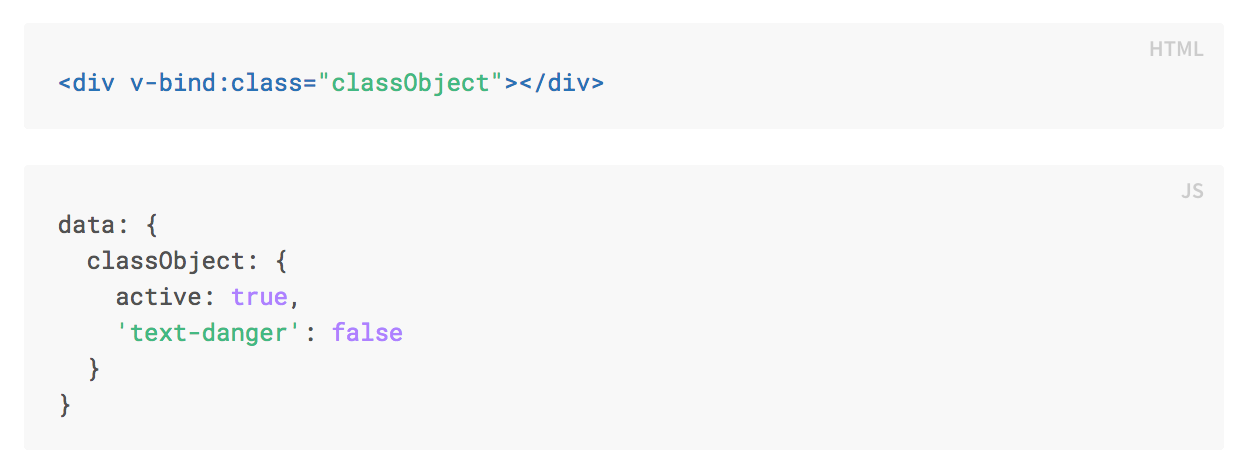 HTML
<div v-bind:class="classObject"></div>
JS
data: {
  classObject: {
    active: true,
    'text-danger': false
  }
}